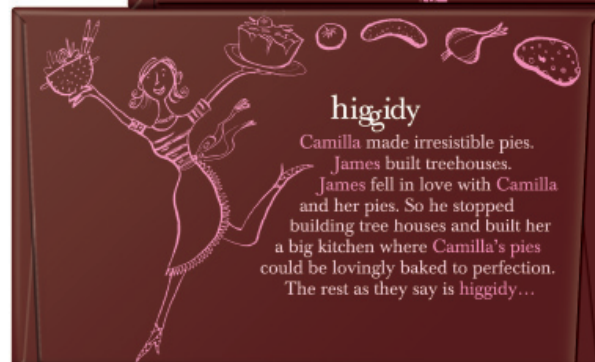 higgidy
Camilla made irresistible pies.
James built treehouses.
James fell in love with Camilla
and her pies. So he stopped
building tree houses and built her
a big kitchen where Camilla's pies
could be lovingly baked to perfection.
The rest as they say is higgidy...